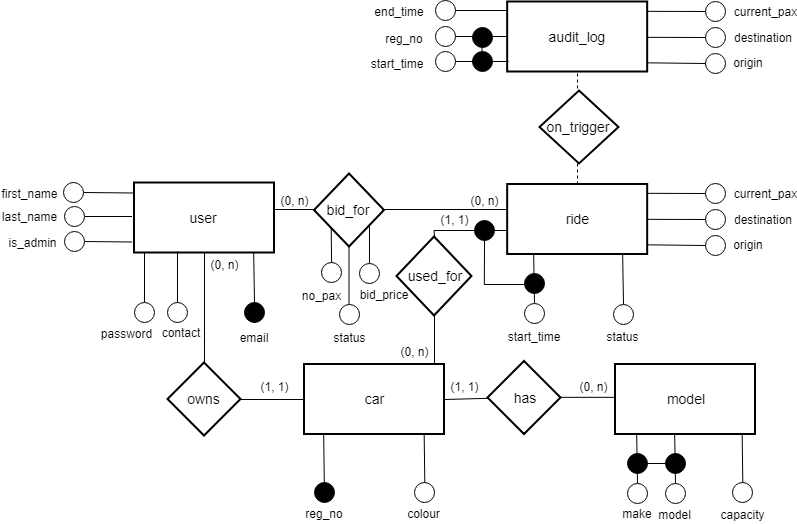 end_time
current_pax
reg_no
audit_log
destination
start_time
origin
on_trigger
first_name
current_pax
(0, n)
(0, n)
last_name
user
bid_for
ride
destination
(1, 1)
is_admin
origin
(0, n)
used_for
no_pax
bid_price
password
contact
email
status
start_time
status
(0, n)
(1, 1)
(1, 1)
(0, n)
owns
car
has
model
reg_no
colour
make
model
capacity